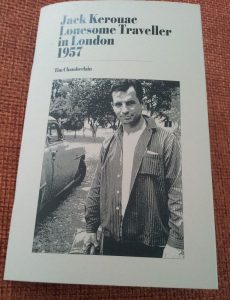 Jack Kerouac
Lonesome Traveller
in London
1957
Tim Chamberlain